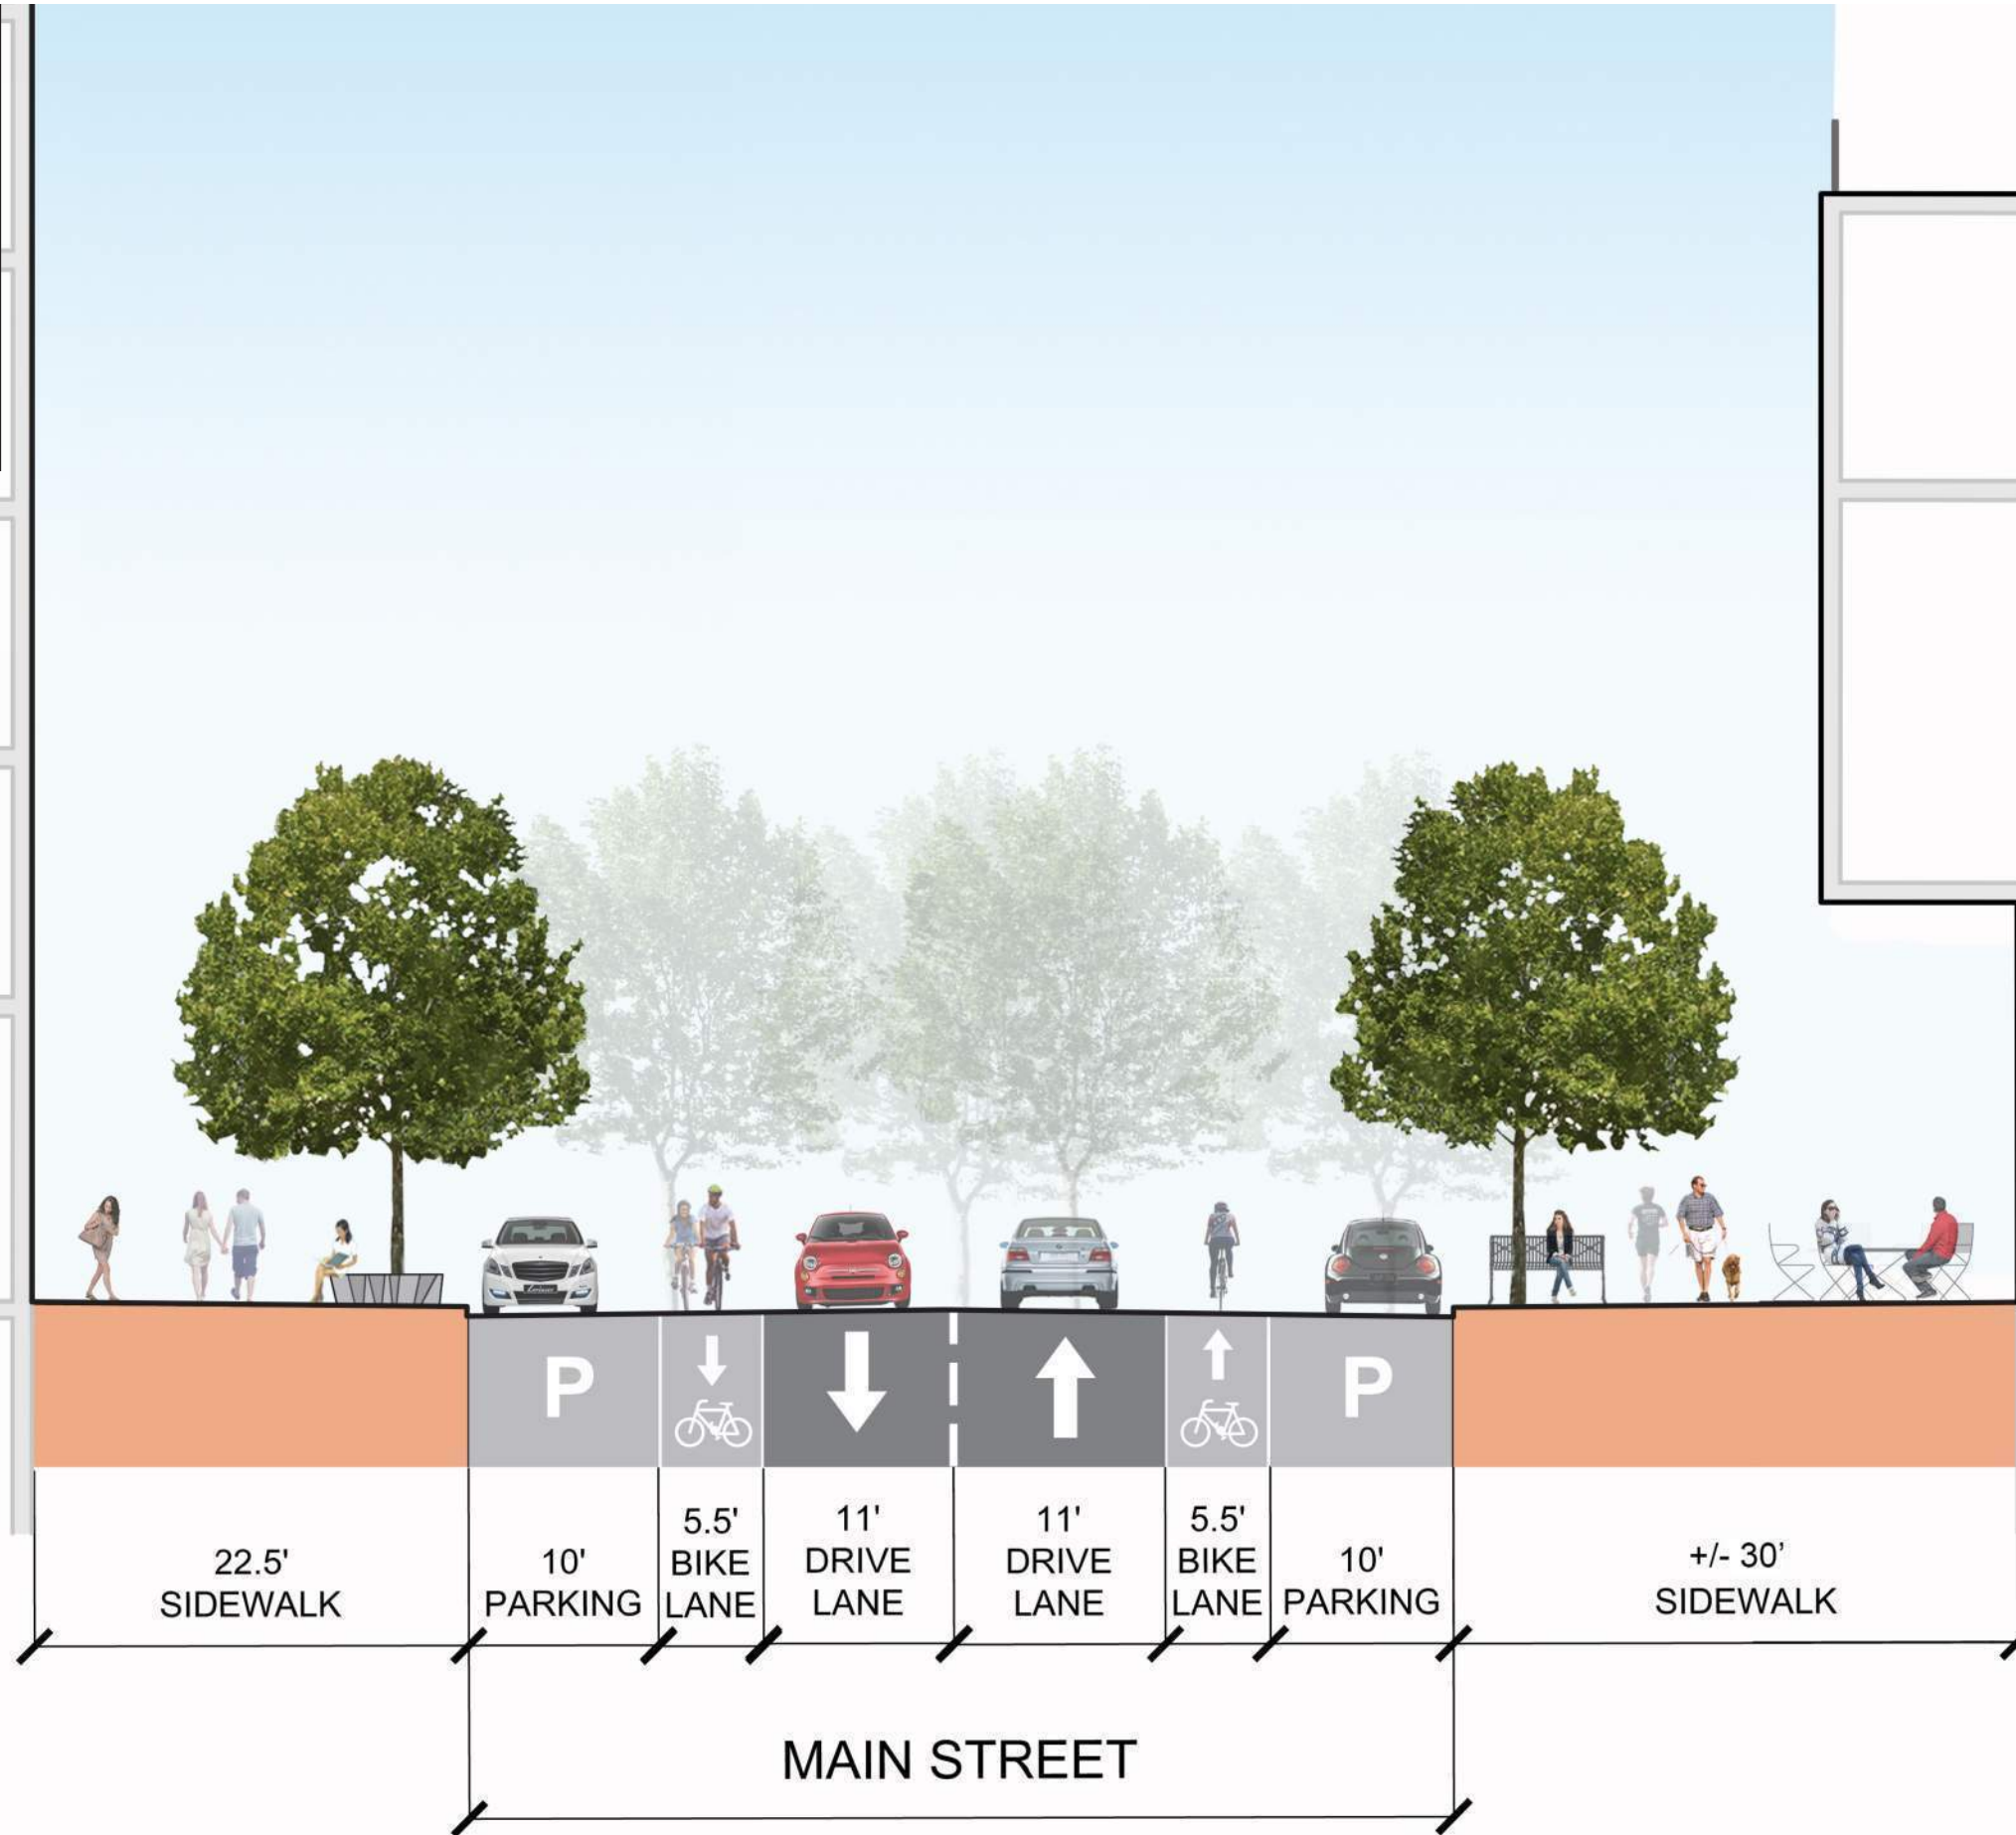 P
P
22.5'
SIDEWALK
10'
PARKING
5.5'
BIKE
LANE
11'
DRIVE
LANE
11'
DRIVE
LANE
5.5'
BIKE
LANE
10'
PARKING
+/- 30’
SIDEWALK
MAIN STREET